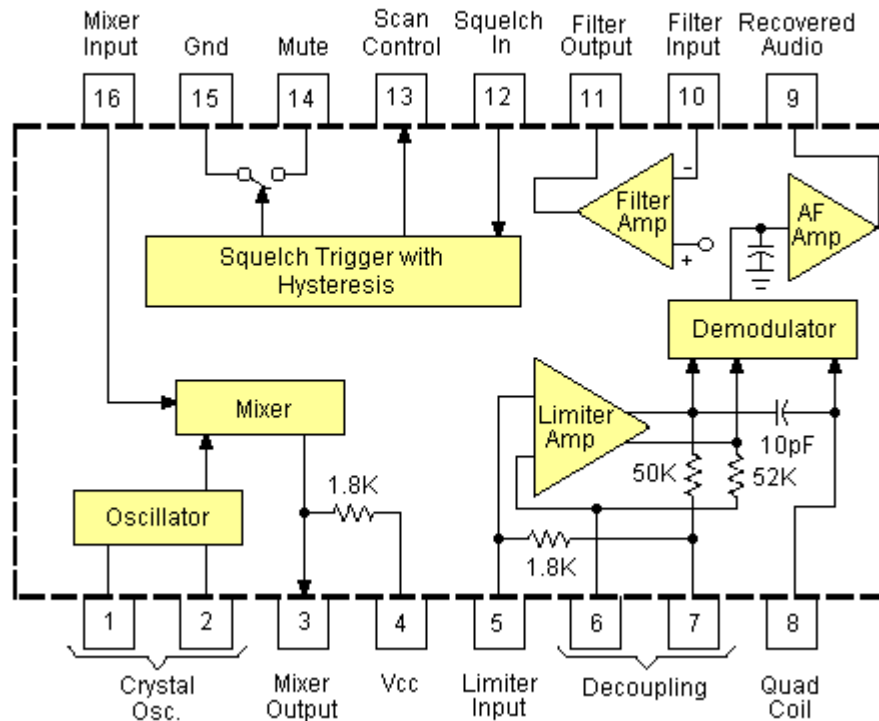 Mixer Input
Gnd
Mute
Scan Control
Squelch In
Filter Output
Filter Input
Recovered Audio
16
15
14
13
12
11
10
9
Filter Amp
-
+
AF Amp
Squelch Trigger with Hysteresis
Demodulator
Mixer
Limiter Amp
10pF
50K
52K
1.8K
Oscillator
1.8K
1
2
3
4
5
6
7
8
Crystal Osc.
Mixer Output
Vcc
Limiter Input
Decoupling
Quad Coil